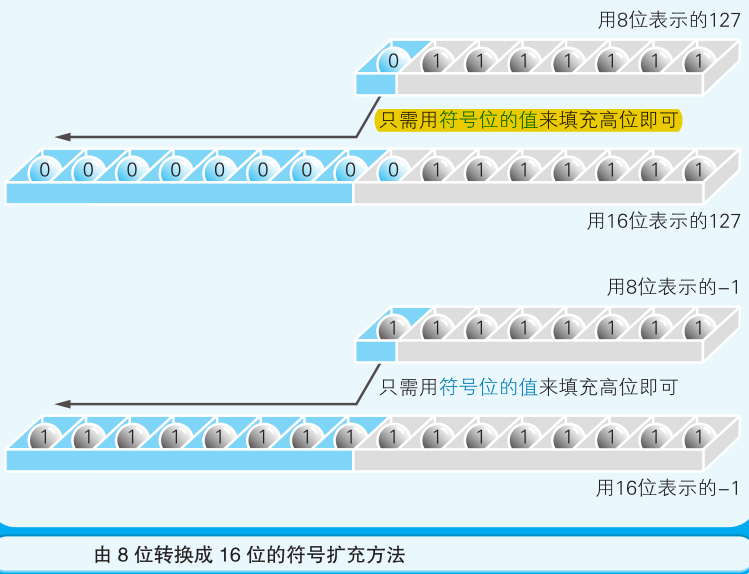 用8位表示的127
0 1 1 1 1 1 1 1
只需用符号位的值来填充高位即可
0 0 0 0 0 0 0 0 0 1 1 1 1 1 1 1
用16位表示的127
用8位表示的–1
1 1 1 1 1 1 1 1
只需用符号位的值来填充高位即可
1 1 1 1 1 1 1 1 1 1 1 1 1 1 1 1
用16位表示的–1
由 8 位转换成 16 位的符号扩充方法